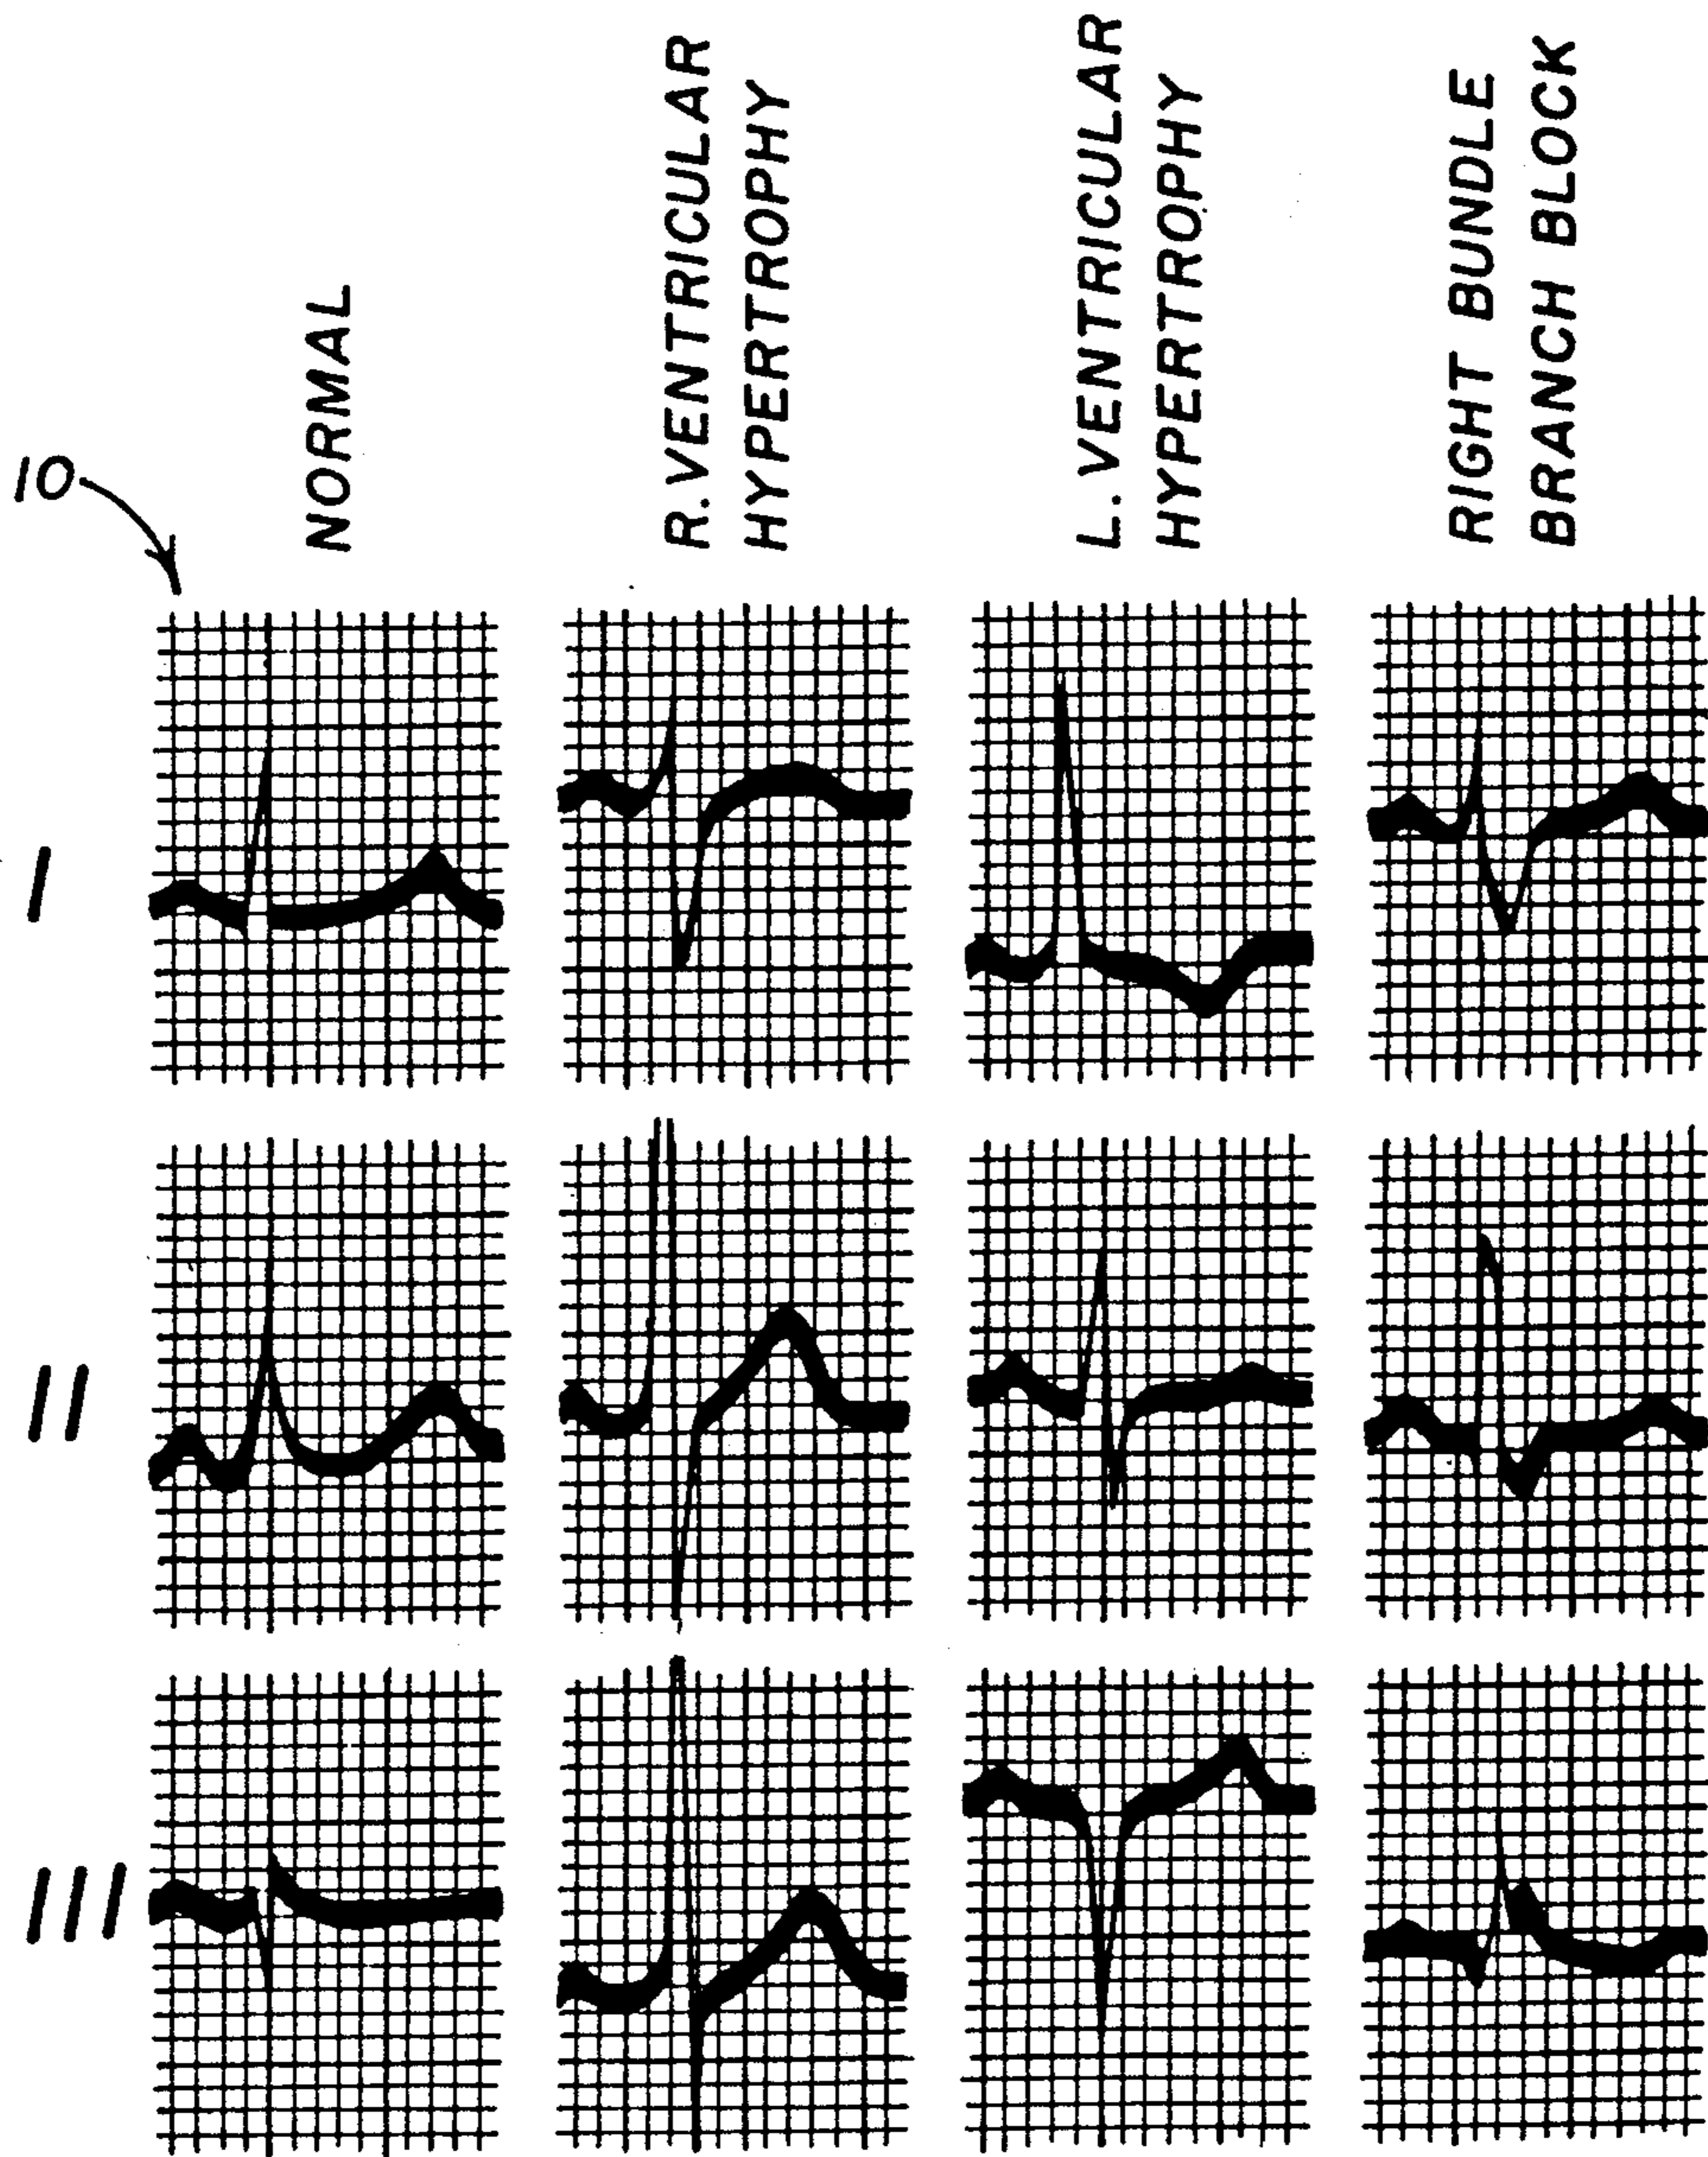 10
NORMAL
R.VENTRICULAR
HYPERTROPHY
L.VENTRICULAR
HYPERTROPHY
RIGHT BUNDLE
BRANCH BLOCK
I
II
III